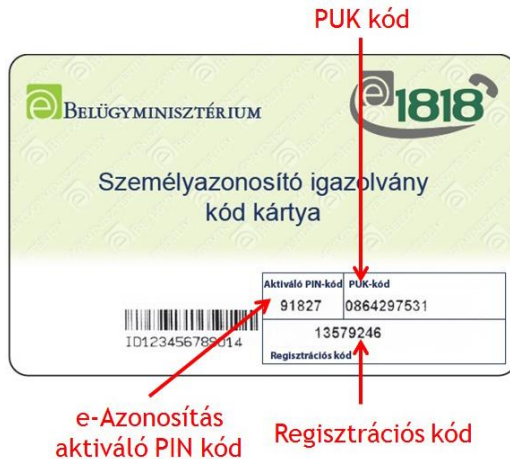 PUK kód
e BELÜGYMINISZTÉRIUM
e1818
Személyazonosító igazolvány
kód kártya
Aktiváló PIN-kód PUK-kód
91827 0864297531
13579246
ID123456789014
Regisztrációs kód
e-Azonosítás
aktiváló PIN kód
Regisztrációs kód